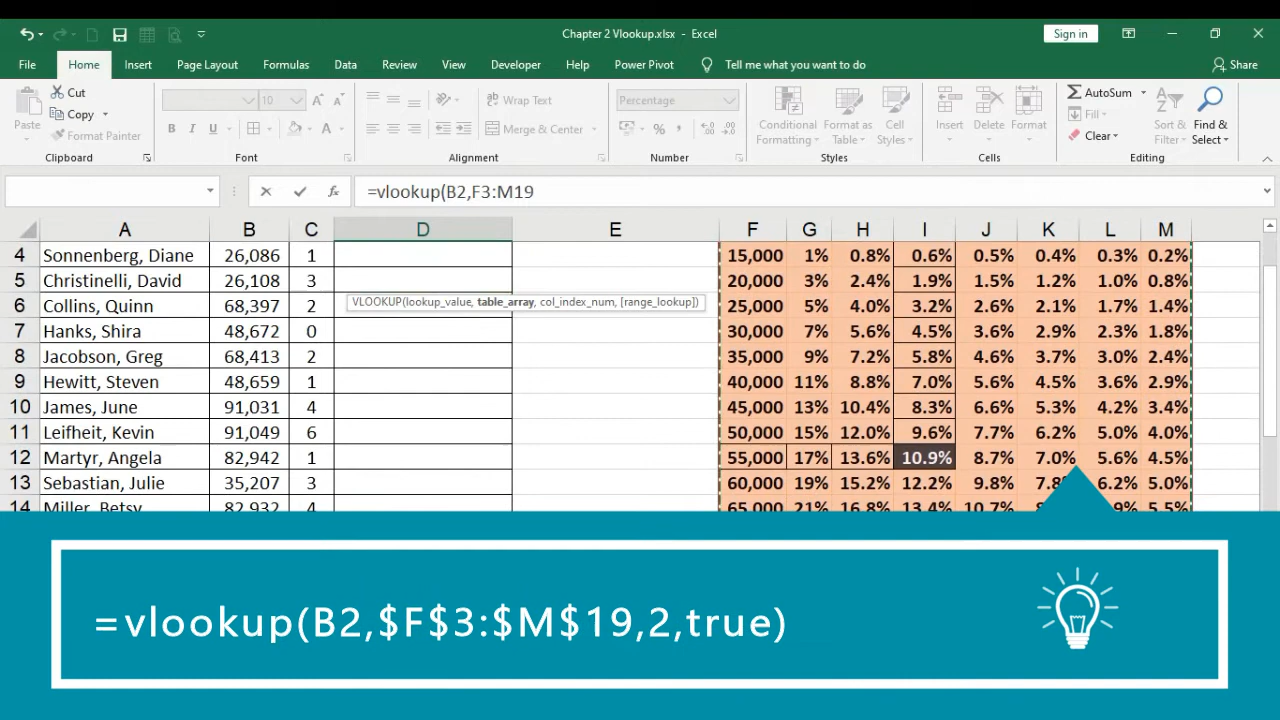 Chapter 2 Vlookup.xlsx - Excel
Sign in
File Home Insert Page Layout Formulas Data Review View Developer Help Power Pivot Tell me what you want to do Share
Paste
Cut
Copy
Format Painter
Clipboard
10
B I U
Font
Wrap Text
Merge & Center
Alignment
Percentage
Number
Conditional Formatting
Format as Table
Cell Styles
Styles
Insert
Delete
Format
Cells
AutoSum
Fill
Clear
Sort & Filter
Find & Select
Editing
=vlookup(B2,F3:M19
A B C D E F G H I J K L M
4 Sonnenberg, Diane 26,086 1 15,000 1% 0.8% 0.6% 0.5% 0.4% 0.3% 0.2%
5 Christinelli, David 26,108 3 20,000 3% 2.4% 1.9% 1.5% 1.2% 1.0% 0.8%
6 Collins, Quinn 68,397 2 25,000 5% 4.0% 3.2% 2.6% 2.1% 1.7% 1.4%
VLOOKUP(lookup_value, table_array, col_index_num, [range_lookup])
7 Hanks, Shira 48,672 0 30,000 7% 5.6% 4.5% 3.6% 2.9% 2.3% 1.8%
8 Jacobson, Greg 68,413 2 35,000 9% 7.2% 5.8% 4.6% 3.7% 3.0% 2.4%
9 Hewitt, Steven 48,659 1 40,000 11% 8.8% 7.0% 5.6% 4.5% 3.6% 2.9%
10 James, June 91,031 4 45,000 13% 10.4% 8.3% 6.6% 5.3% 4.2% 3.4%
11 Leifheit, Kevin 91,049 6 50,000 15% 12.0% 9.6% 7.7% 6.2% 5.0% 4.0%
12 Martyr, Angela 82,942 1 55,000 17% 13.6% 10.9% 8.7% 7.0% 5.6% 4.5%
13 Sebastian, Julie 35,207 3 60,000 19% 15.2% 12.2% 9.8% 7.8 6.2% 5.0%
14 Miller, Betsy 82,932 4 65,000 21% 16.8% 13.4% 10.7% 5.5%
=vlookup(B2,$F$3:$M$19,2,true)